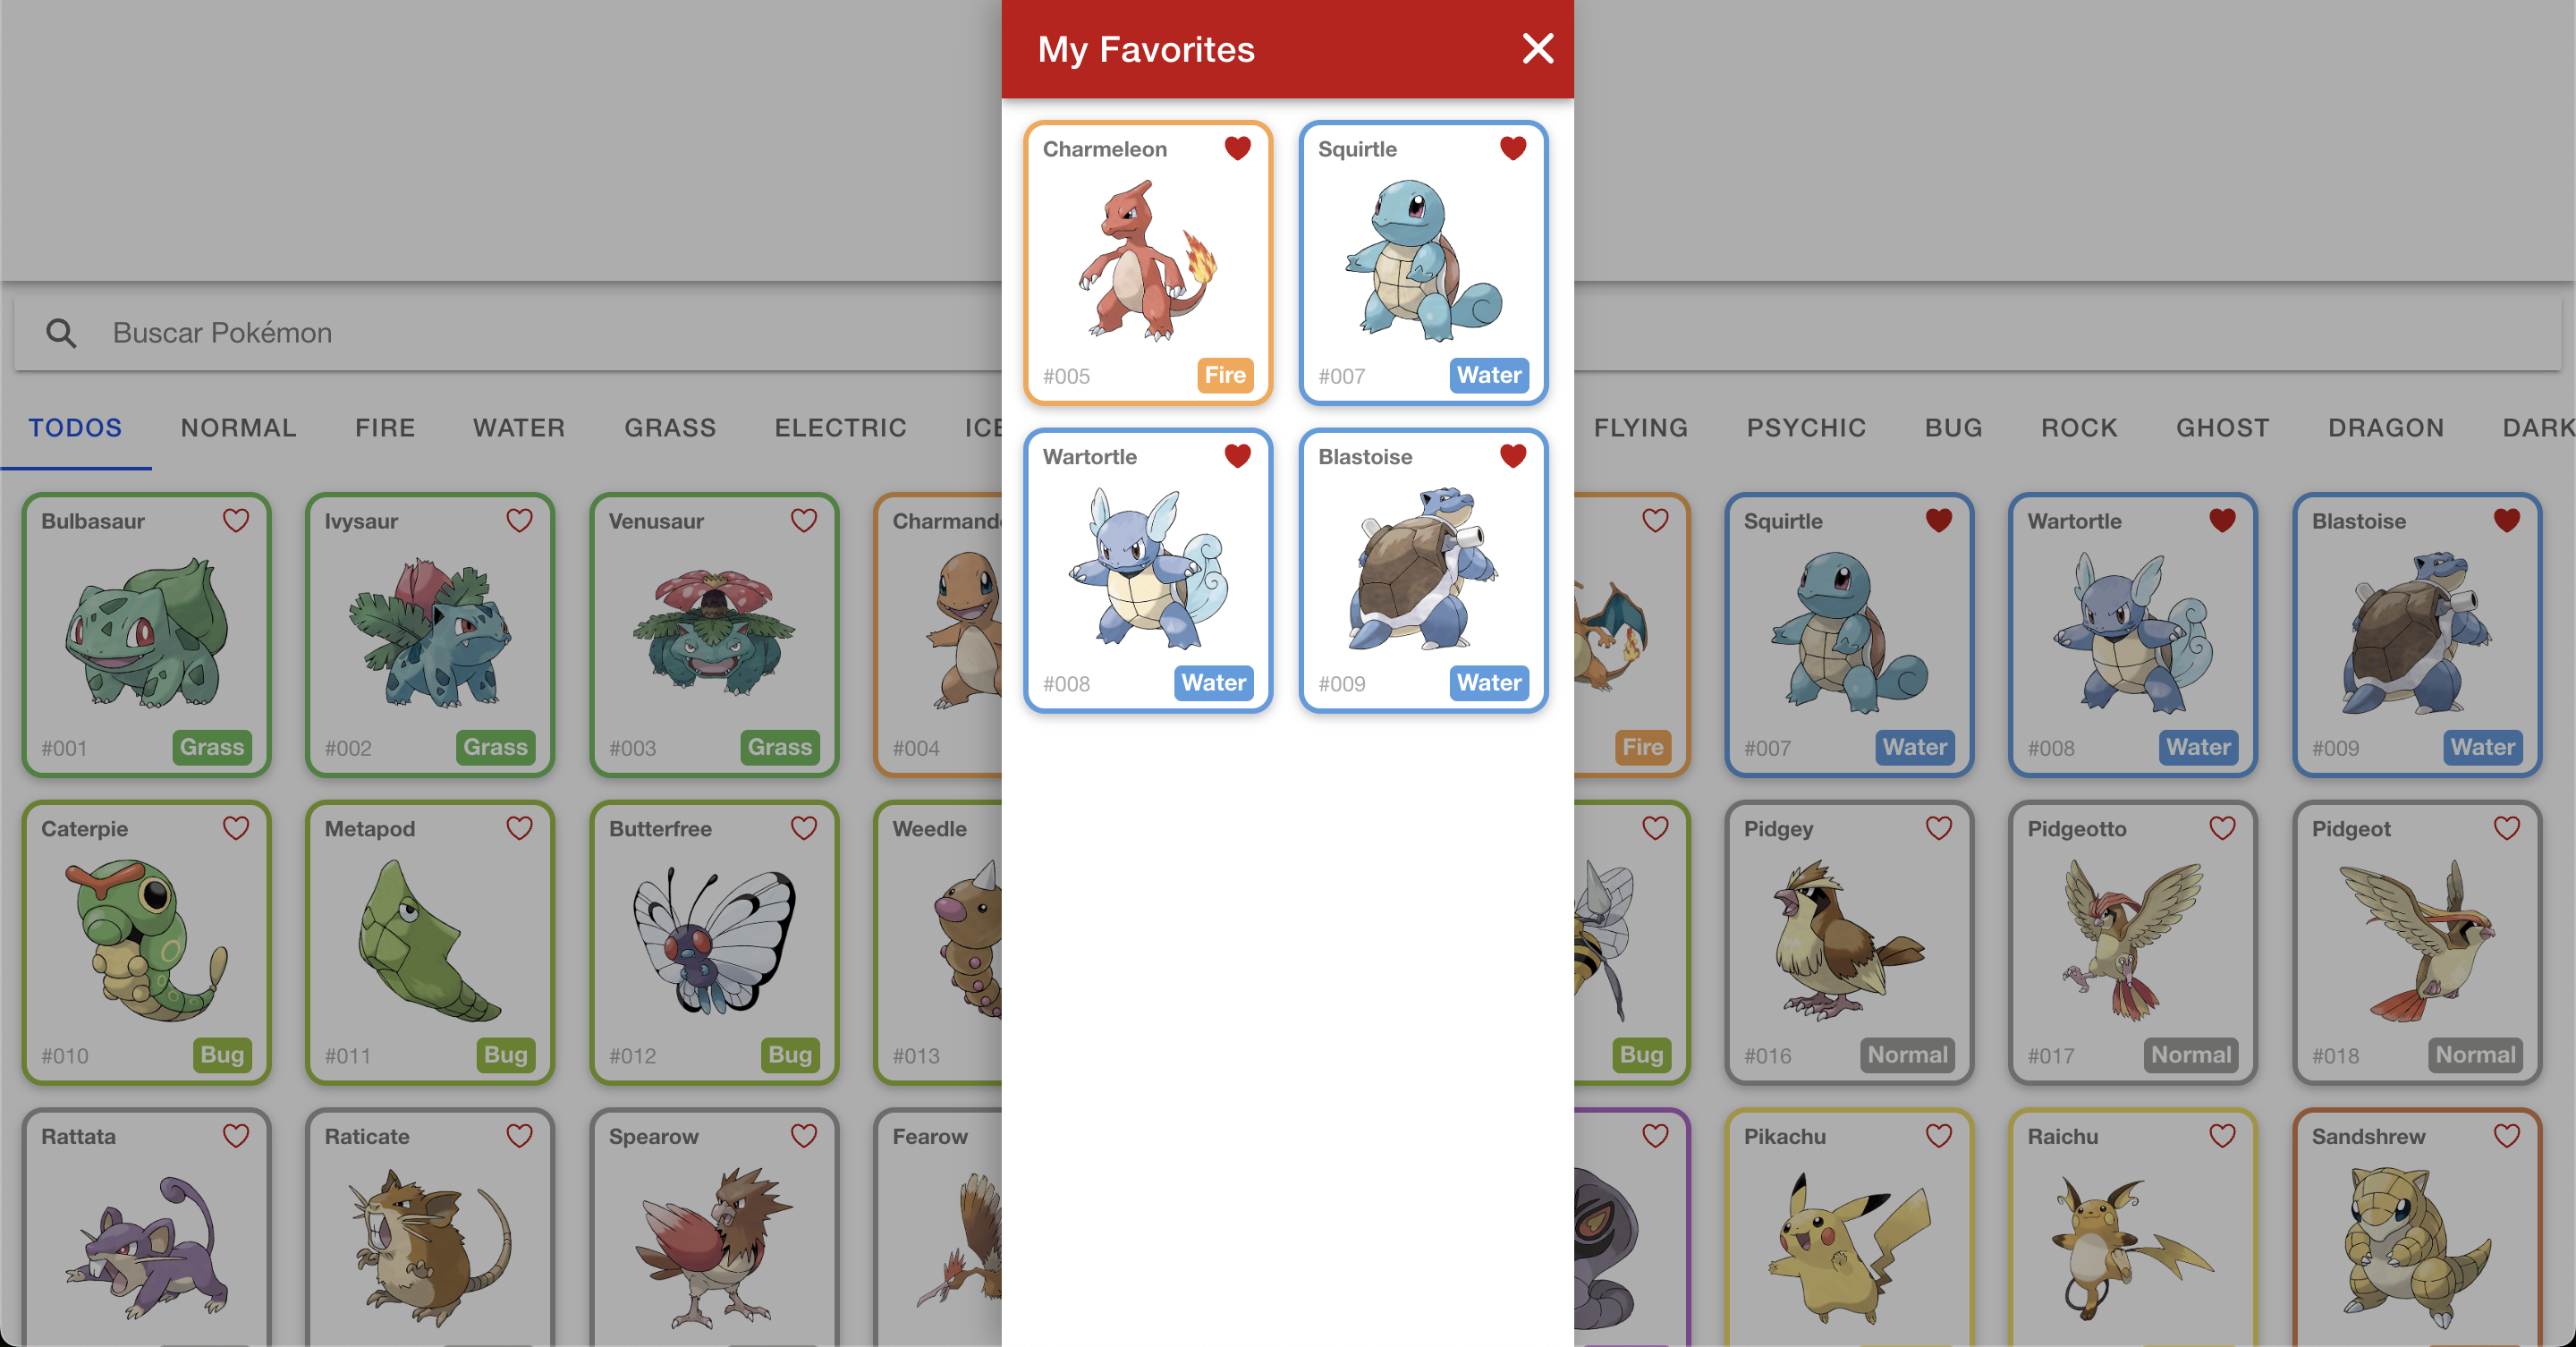 My Favorites
Charmeleon
Squirtle
#005 Fire
#007 Water
Wartortle
Blastoise
#008 Water
#009 Water
Buscar Pokémon
TODOS NORMAL FIRE WATER GRASS ELECTRIC FLYING PSYCHIC BUG ROCK GHOST DRAGON DARK
Bulbasaur Ivysaur Venusaur Squirtle Wartortle Blastoise
#001 Grass #002 Grass #003 Grass #004 Fire #007 Water #008 Water #009 Water
Caterpie Metapod Butterfree Weedle Pidgey Pidgeotto Pidgeot
#010 Bug #011 Bug #012 Bug #013 Bug #016 Normal #017 Normal #018 Normal
Rattata Raticate Spearow Fearow Pikachu Raichu Sandshrew